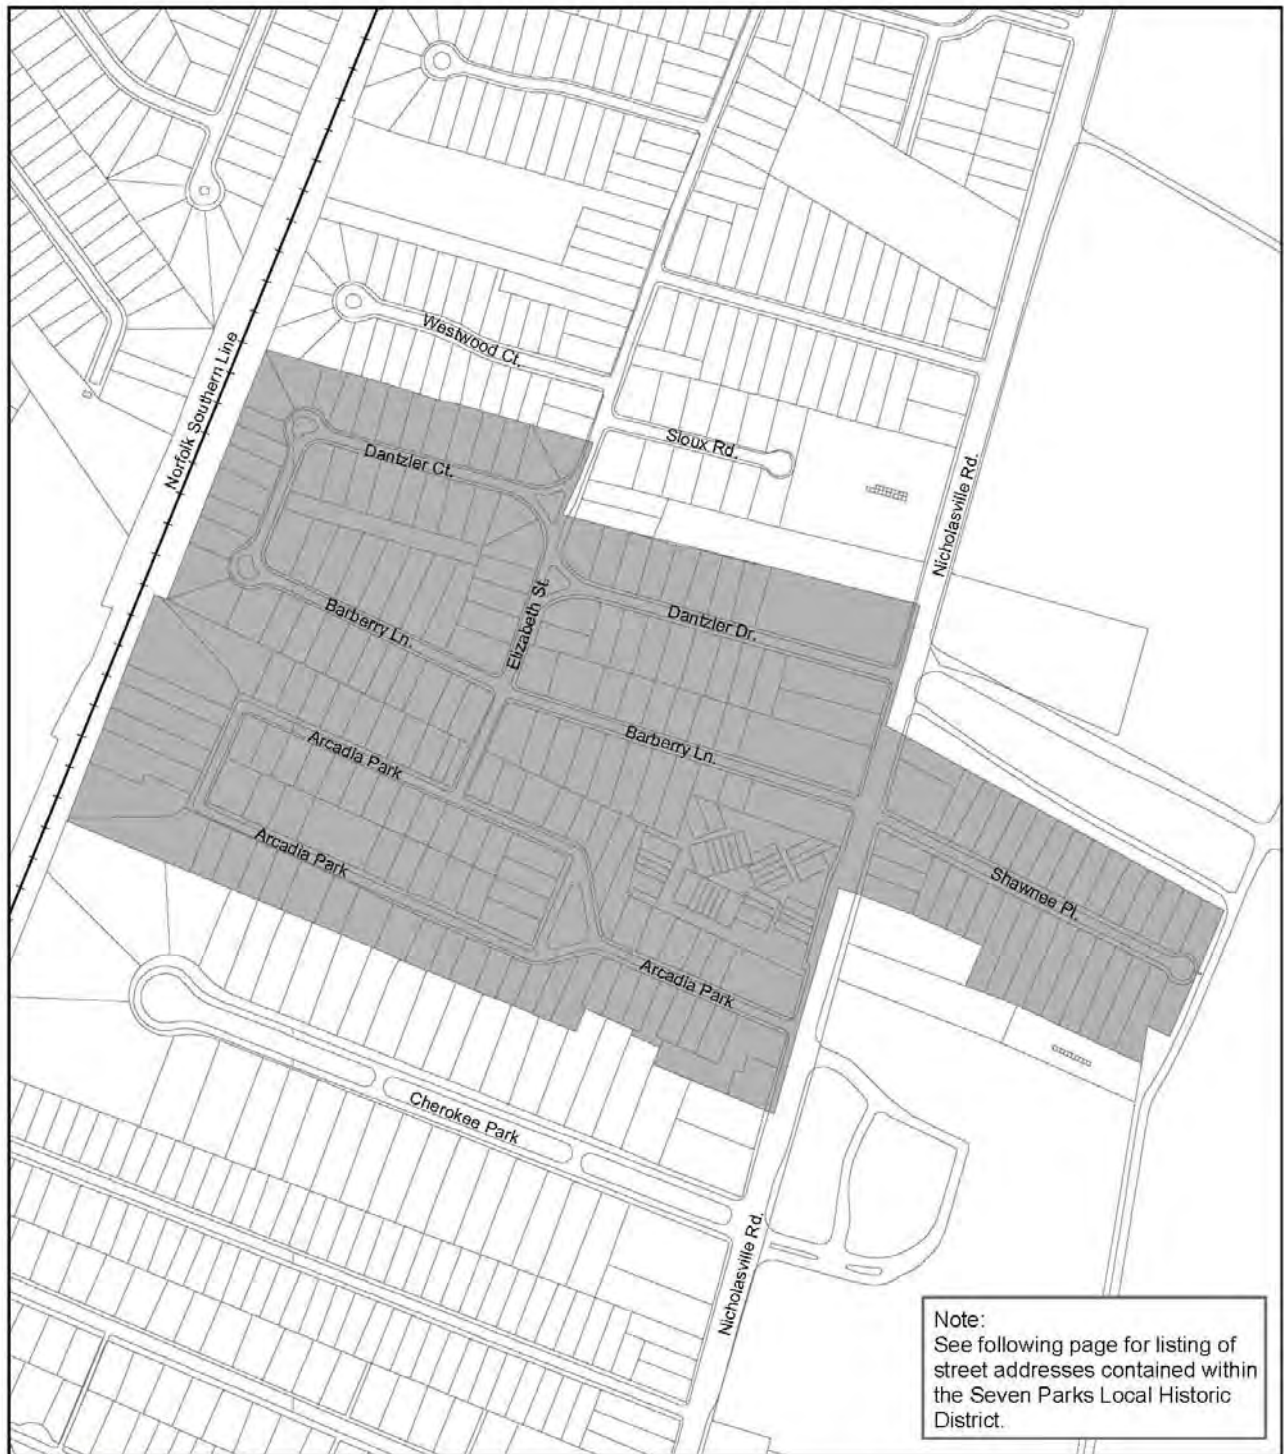 Westwood Ct.
Norfolk Southern Line
Sioux Rd.
Dantzler Ct.
Nicholasville Rd.
Elizabeth St.
Barberry Ln.
Dantzler Dr.
Arcadia Park
Barberry Ln.
Arcadia Park
Shawnee Pl.
Arcadia Park
Cherokee Park
Nicholasville Rd.
Note:
See following page for listing of
street addresses contained within
the Seven Parks Local Historic
District.